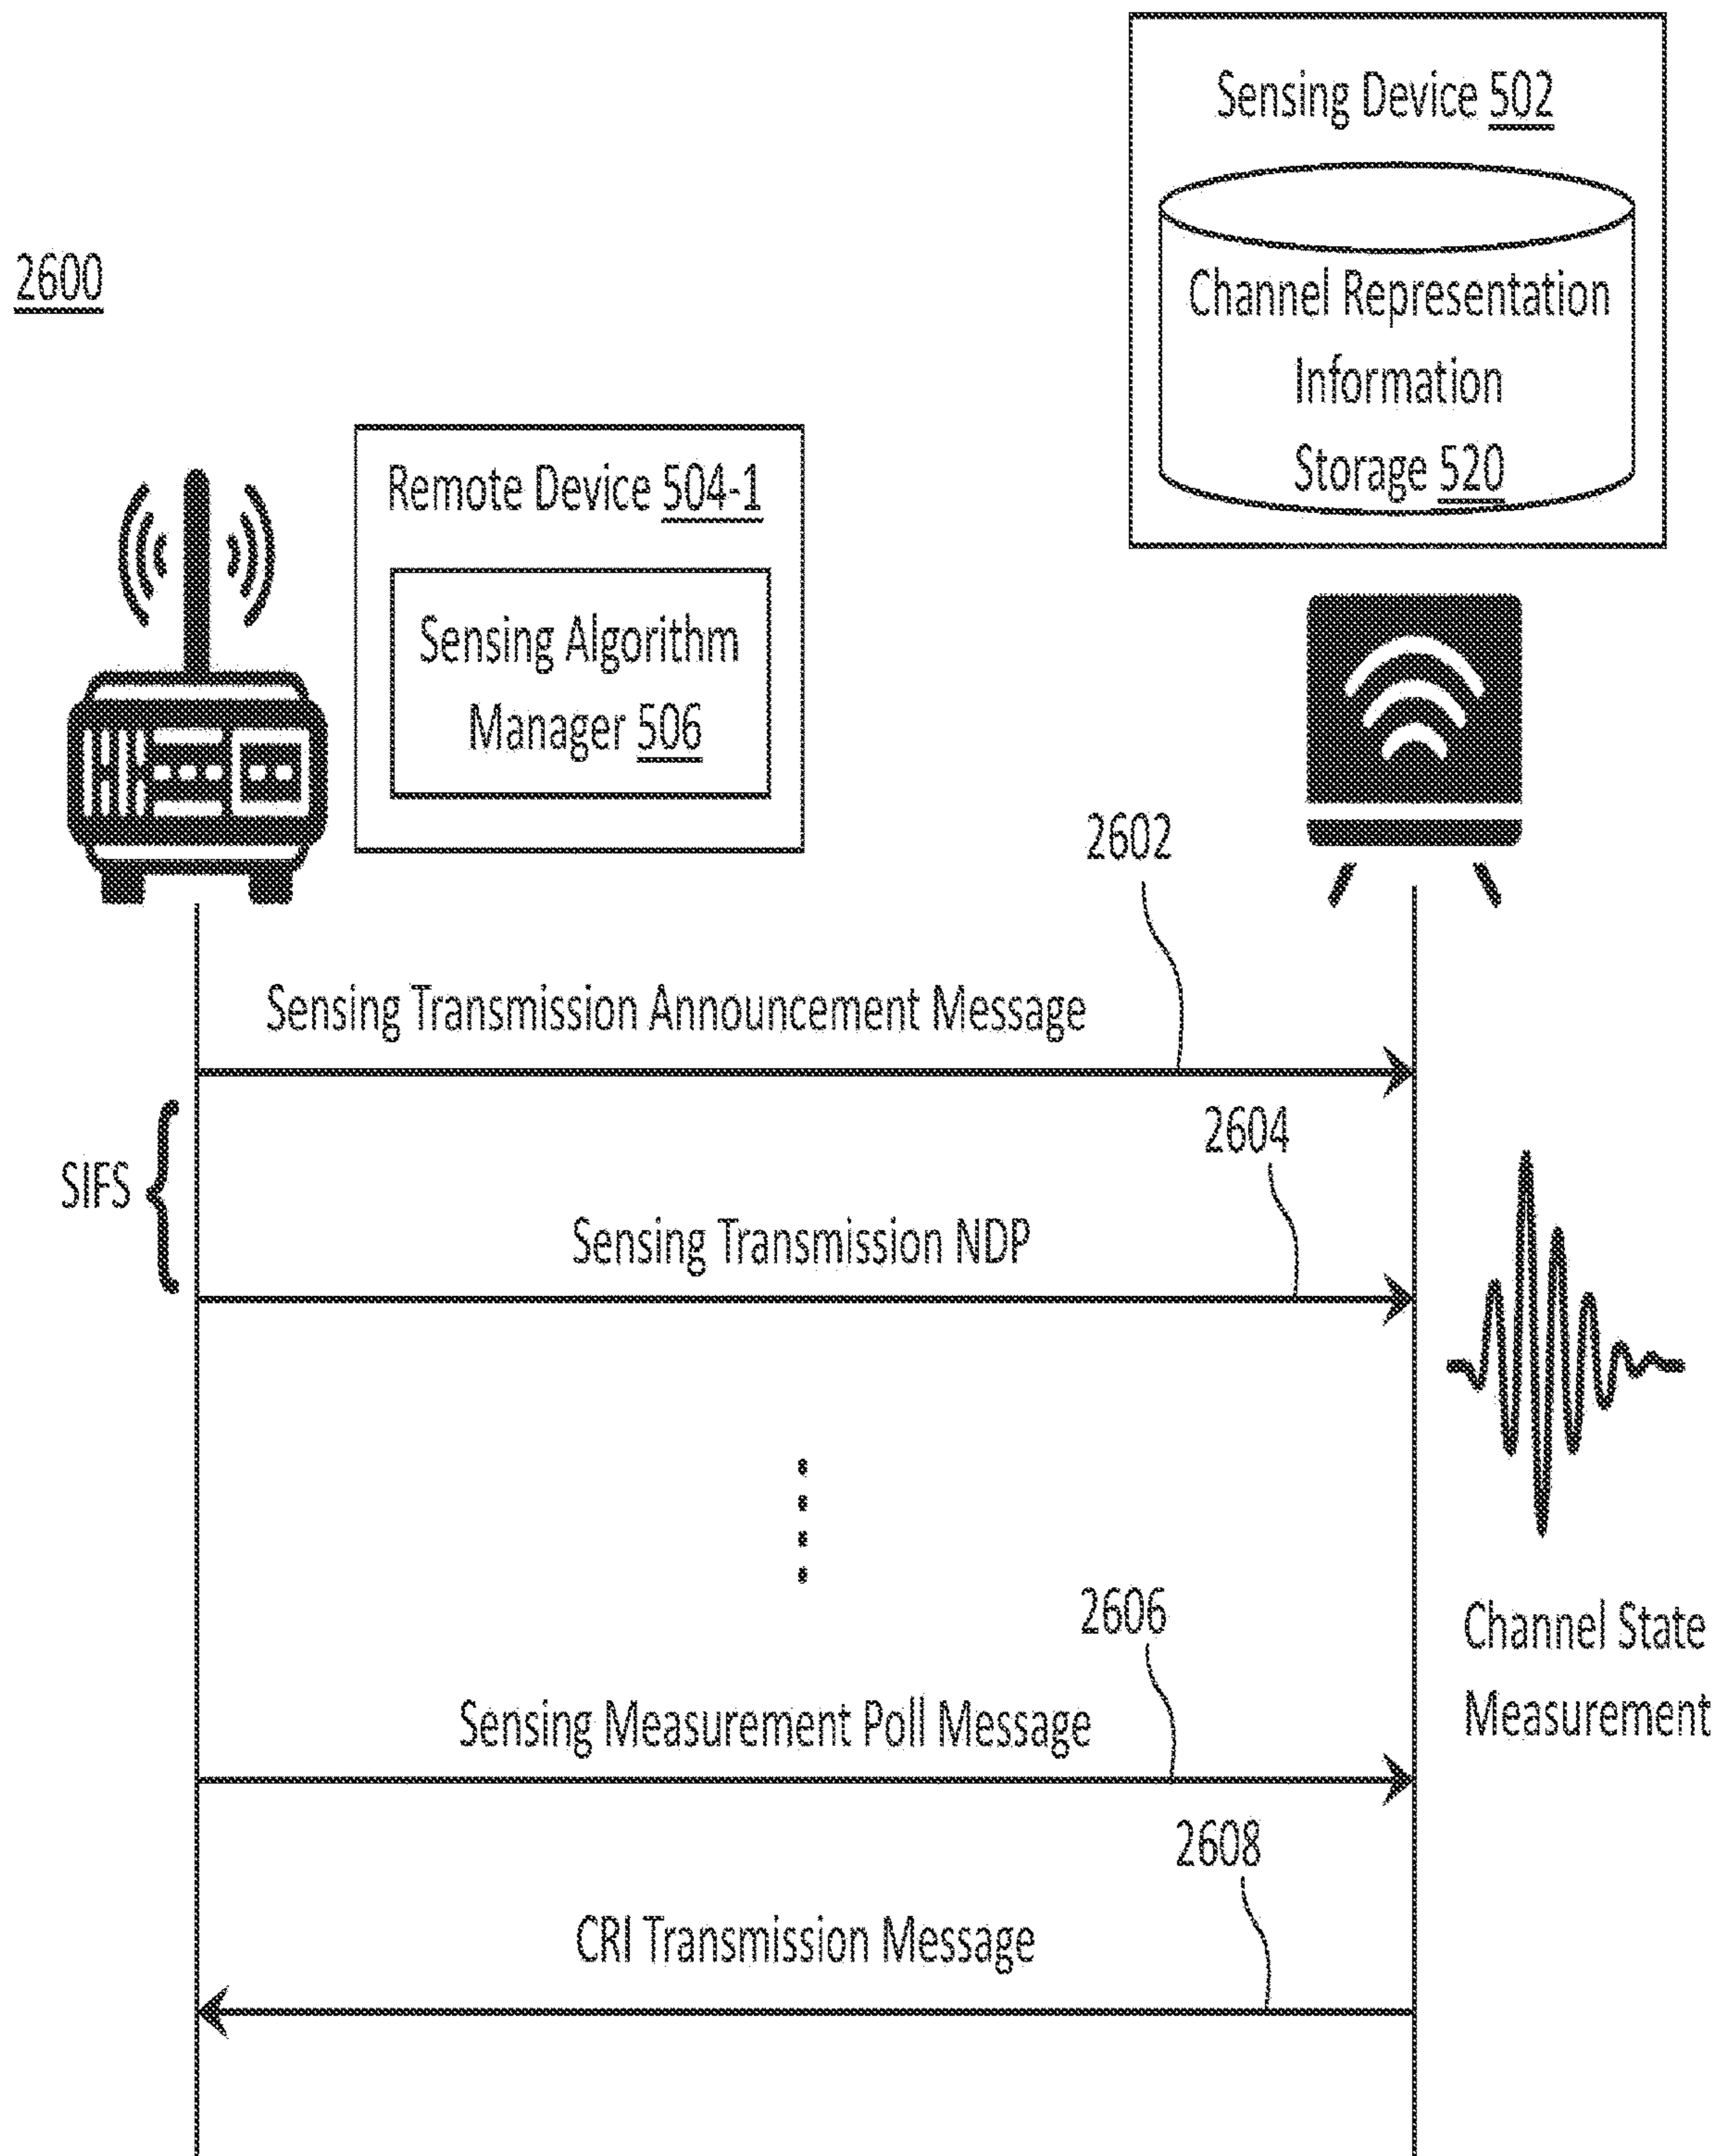 Sensing Device 502
Channel Representation
Information
Storage 520
2600
Remote Device 504-1
Sensing Algorithm
Manager 506
2602
Sensing Transmission Announcement Message
2604
SIFS
Sensing Transmission NDP
2606
Channel State
Measurement
Sensing Measurement Poll Message
2608
CRI Transmission Message